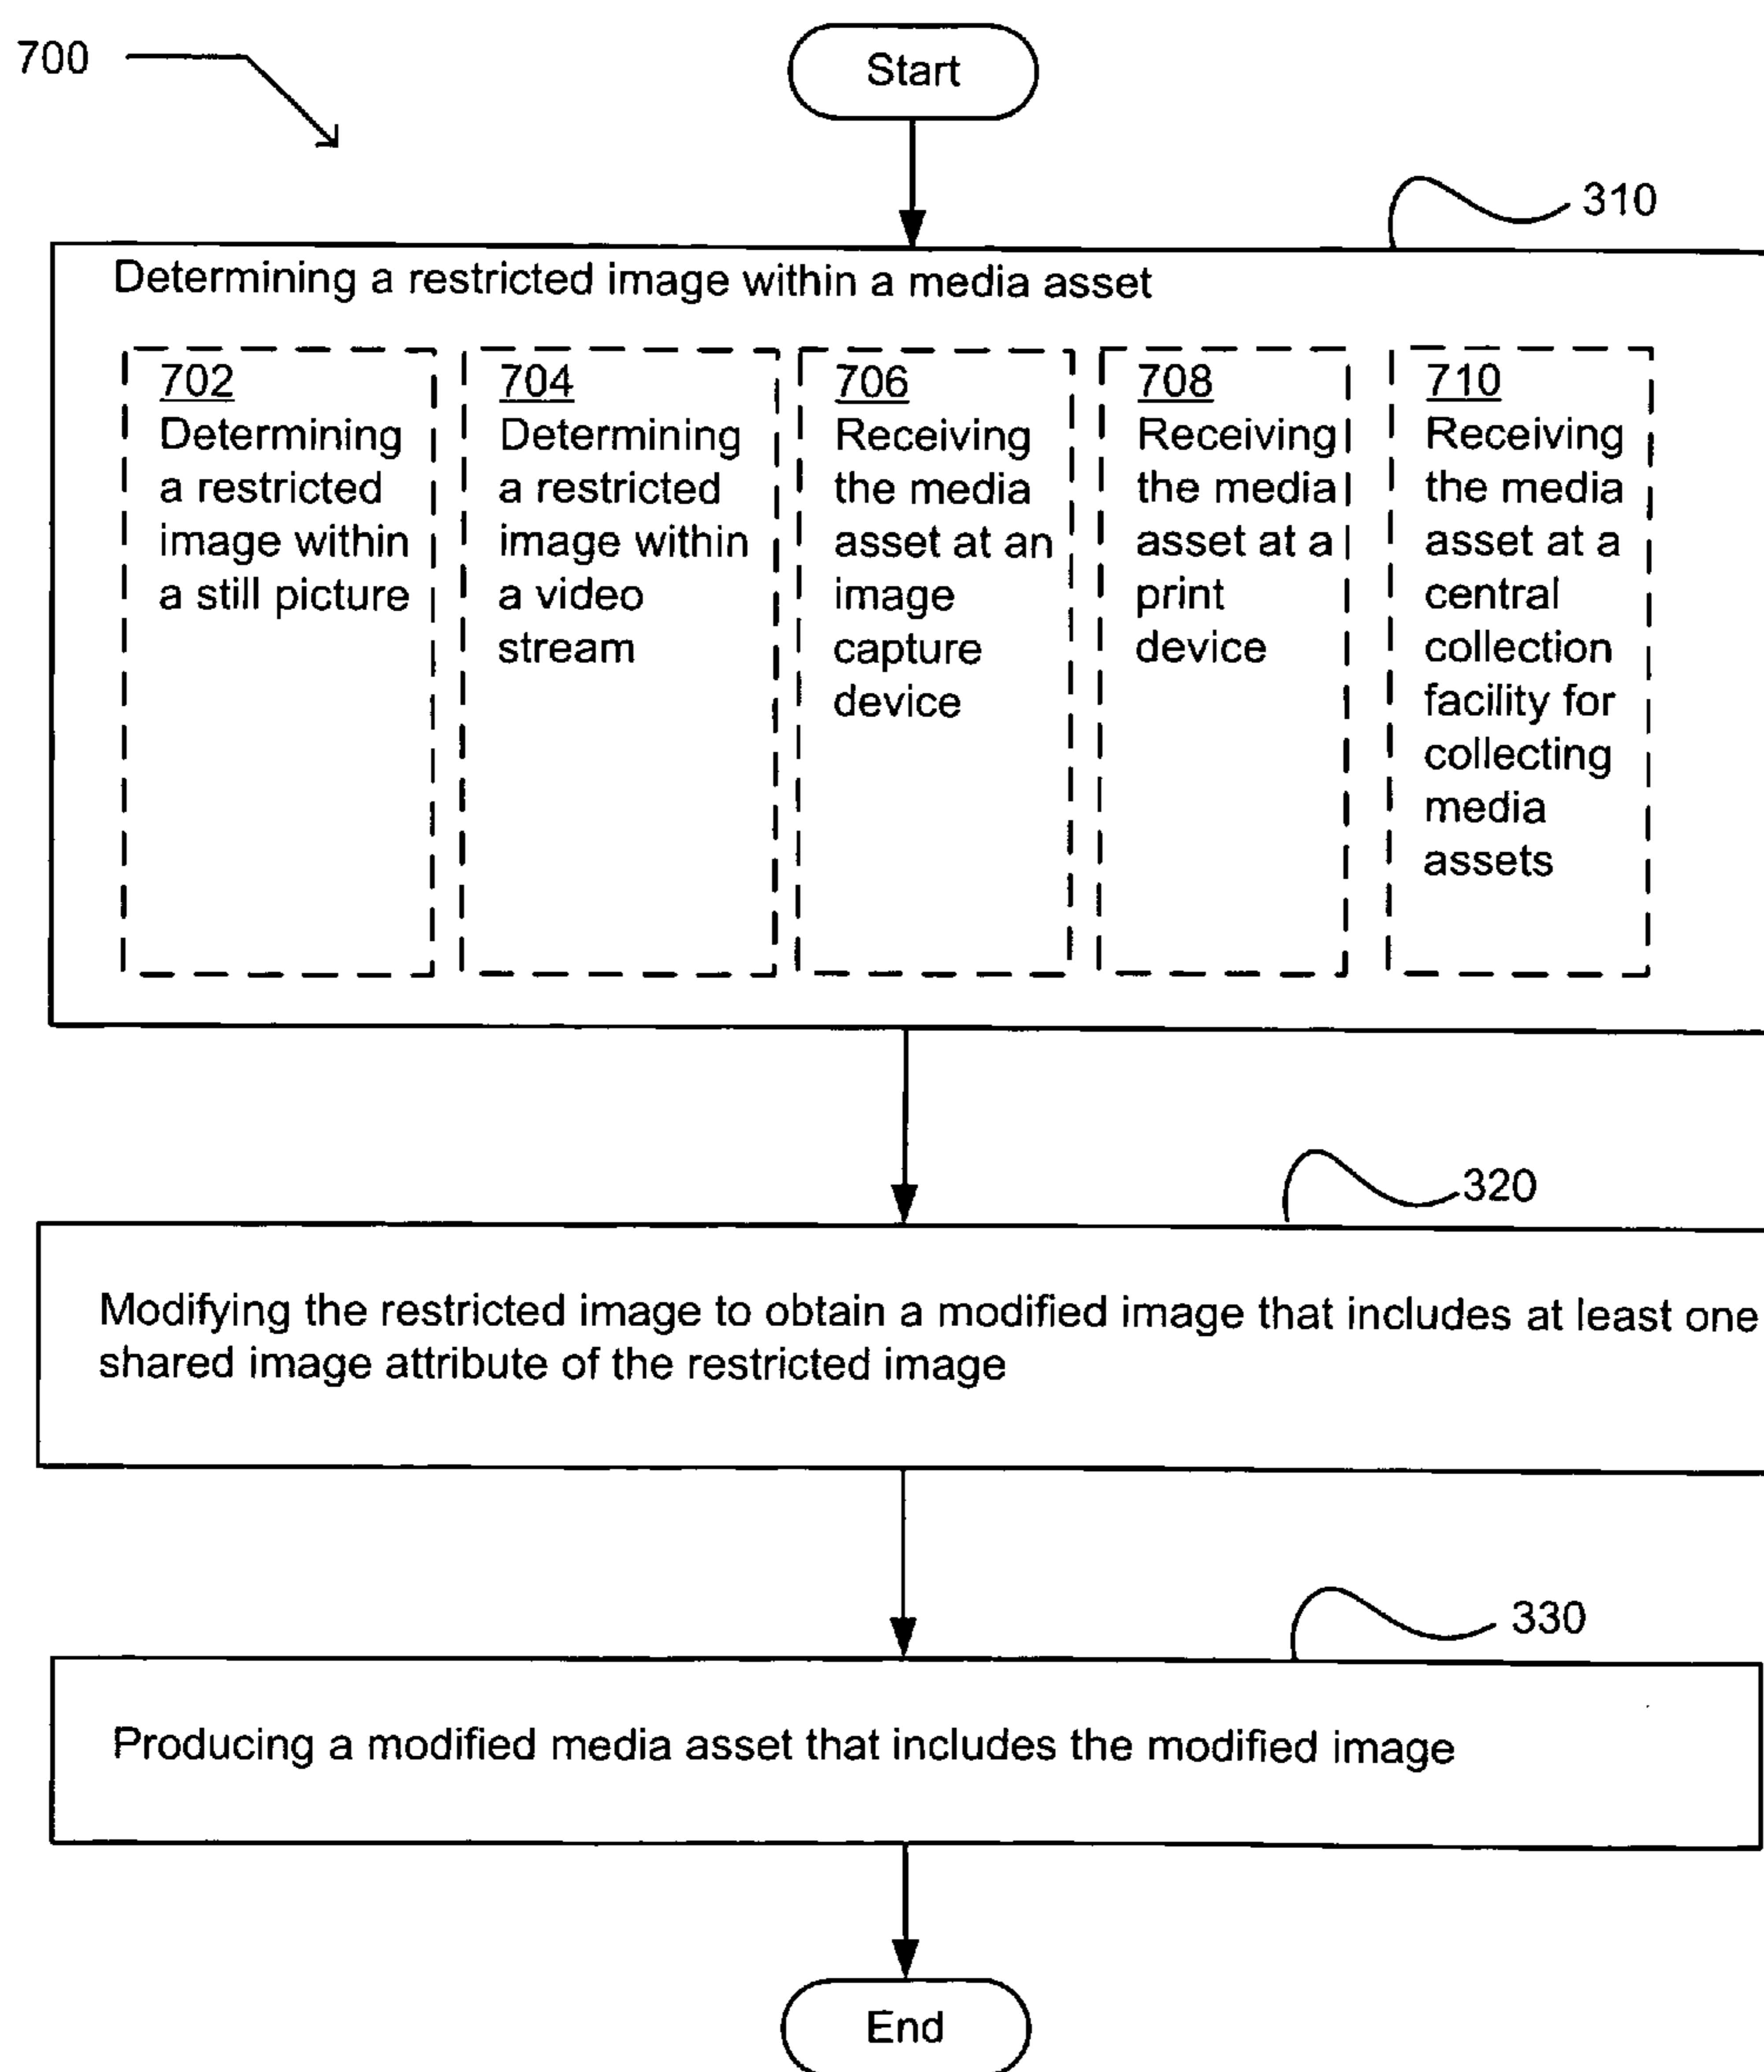 700
Start
310
Determining a restricted image within a media asset
702
Determining
a restricted
image within
a still picture
704
Determining
a restricted
image within
a video
stream
706
Receiving
the media
asset at an
image
capture
device
708
Receiving
the media
asset at a
print
device
710
Receiving
the media
asset at a
central
collection
facility for
collecting
media
assets
320
Modifying the restricted image to obtain a modified image that includes at least one
shared image attribute of the restricted image
330
Producing a modified media asset that includes the modified image
End